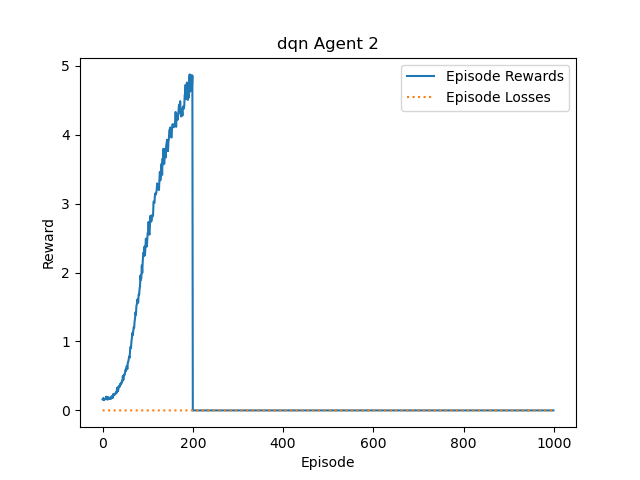 dqn Agent 2
Episode Rewards
Episode Losses
5
4
3
2
1
0
Reward
0 200 400 600 800 1000
Episode